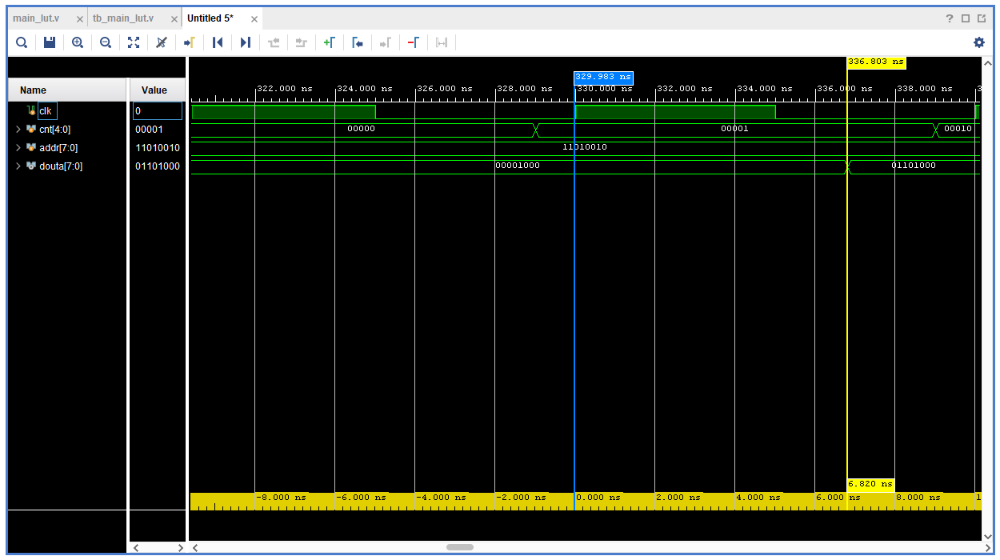 main_lut.v × tb_main_lut.v × Untitled 5* × ?
336.803 ns
329.983 ns
322.000 ns 324.000 ns 326.000 ns 328.000 ns 330.000 ns 332.000 ns 334.000 ns 336.000 ns 338.000 ns
Name Value
clk 0
cnt[4:0] 00001 00000 00001 00010
addr[7:0] 11010010 11010010
douta[7:0] 01101000 00001000 01101000
6.820 ns
-8.000 ns -6.000 ns -4.000 ns -2.000 ns 0.000 ns 2.000 ns 4.000 ns 6.000 ns 8.000 ns